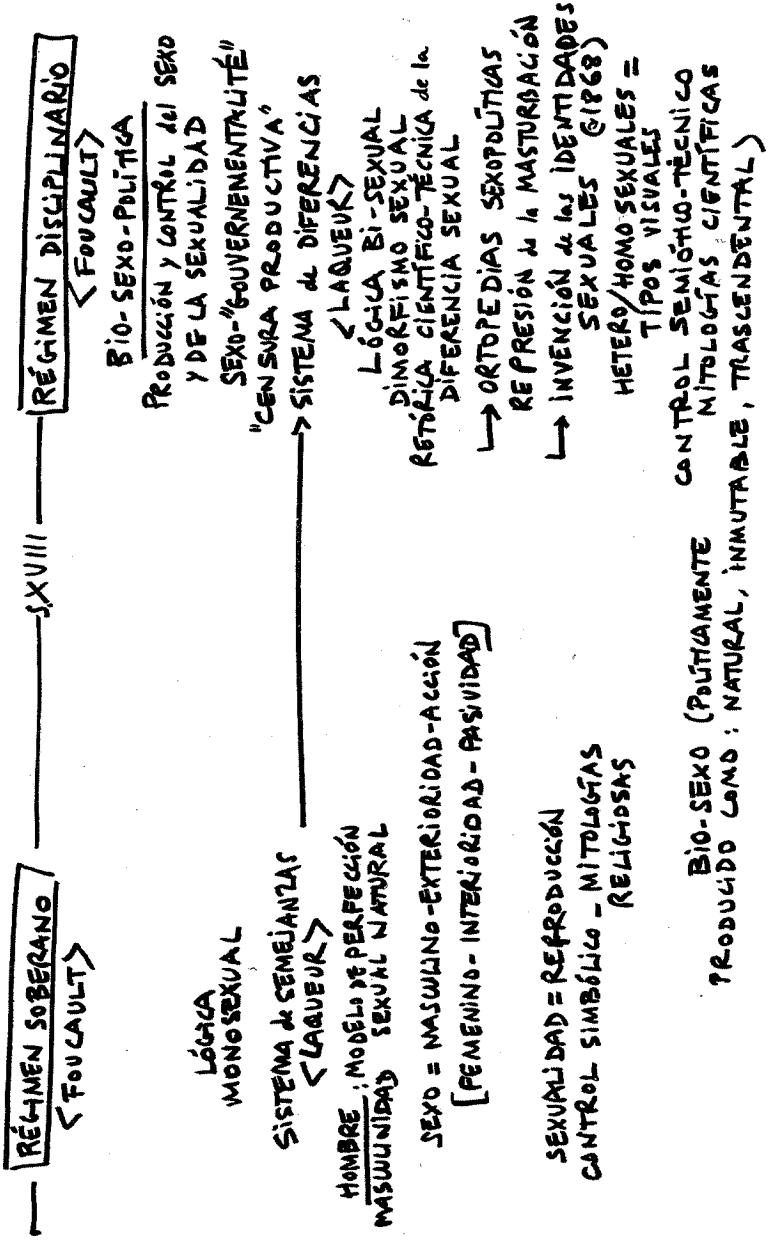 RÉGIMEN SOBERANO
<FOUCAULT>
LÓGICA
MONOSEXUAL
SISTEMA de SEMEJANZAS
<LAQUEUR>
HOMBRE: MODELO DE PERFECCIÓN
MASCULINIDAD SEXUAL NATURAL
SEXO = MASCULINO-EXTERIORIDAD-ACCIÓN
[FEMENINO-INTERIORIDAD-PASIVIDAD]
SEXUALIDAD = REPRODUCCIÓN
CONTROL SIMBÓLICO - MITOLOGÍAS
RELIGIOSAS
S.XVIII
RÉGIMEN DISCIPLINARIO
<FOUCAULT>
BIO-SEXO-POLÍTICA
PRODUCCIÓN y CONTROL del SEXO
y DE LA SEXUALIDAD
SEXO-"GOUVERNEMENTALITÉ"
"CENSURA PRODUCTIVA"
SISTEMA de DIFERENCIAS
<LAQUEUR>
LÓGICA Bi-SEXUAL
DIMORFISMO SEXUAL
RETÓRICA CIENTÍFICO-TÉCNICA de la
DIFERENCIA SEXUAL
→ ORTOPEDIAS SEXOPOLÍTICAS
REPRESIÓN de la MASTURBACIÓN
→ INVENCIÓN de las IDENTIDADES
SEXUALES (@1868)
HETERO/HOMOSEXUALES =
TIPOS VISUALES
CONTROL SEMIÓTICO-TÉCNICO
MITOLOGÍAS CIENTÍFICAS
BIO-SEXO (POLÍTICAMENTE
PRODUCIDO COMO: NATURAL, INMUTABLE, TRASCENDENTAL)